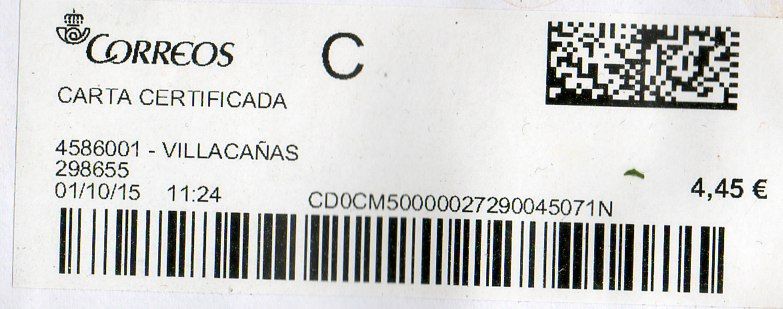 CORREOS
C
CARTA CERTIFICADA
4586001 - VILLACAÑAS
298655
01/10/15 11:24
CD0CM50000027290045071N
4,45 €